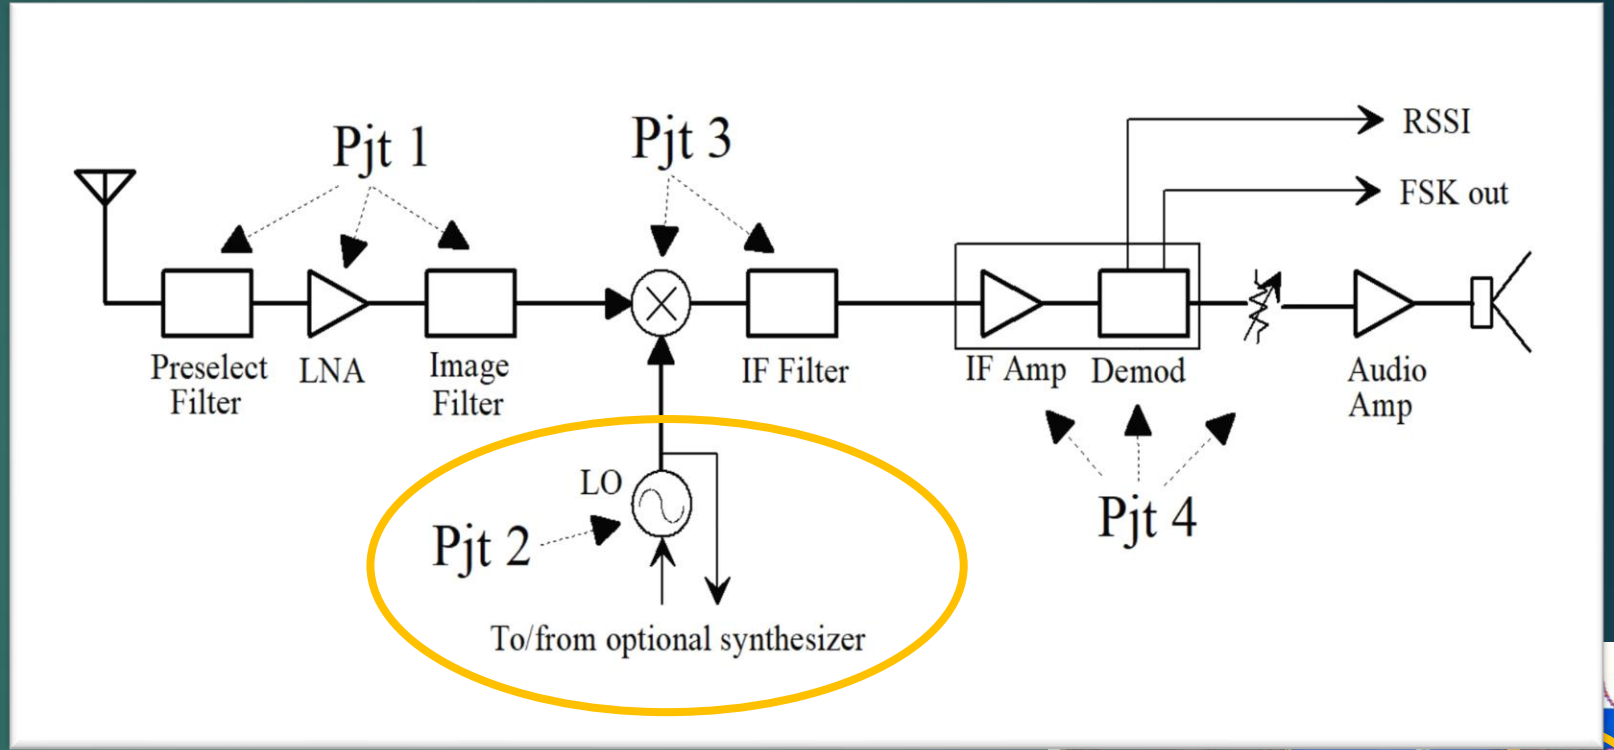 Pjt 1
Pjt 3
RSSI
FSK out
Preselect
Filter
LNA
Image
Filter
IF Filter
IF Amp
Demod
Audio
Amp
LO
Pjt 2
Pjt 4
To/from optional synthesizer